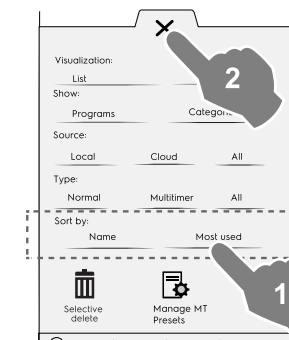 Visualization:
List
2
Show:
Programs
Source:
Local Cloud All
Type:
Normal Multitimer All
Sort by:
Name Most used
1
Selective Manage MT
delete Presets